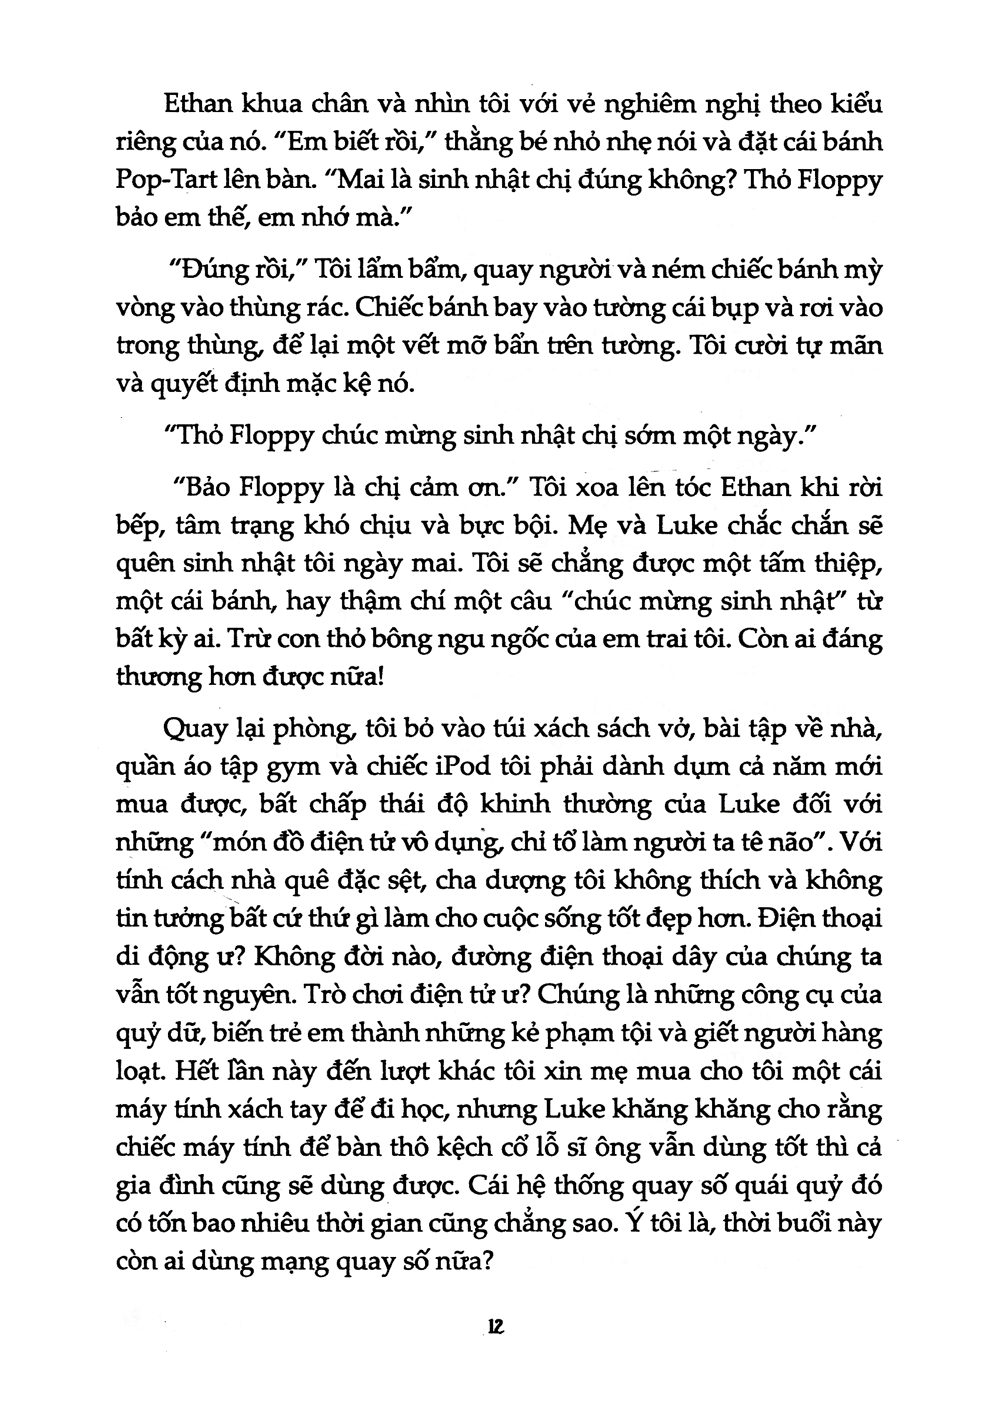 Ethan khua chân và nhìn tôi với vẻ nghiêm nghị theo kiểu
riêng của nó. "Em biết rồi," thằng bé nhỏ nhẹ nói và đặt cái bánh
Pop-Tart lên bàn. "Mai là sinh nhật chị đúng không? Thỏ Floppy
bảo em thế, em nhớ mà."
"Đúng rồi," Tôi lẩm bẩm, quay người và ném chiếc bánh mỳ
vòng vào thùng rác. Chiếc bánh bay vào tường cái bụp và rơi vào
trong thùng, để lại một vết mỡ bẩn trên tường. Tôi cười tự mãn
và quyết định mặc kệ nó.
"Thỏ Floppy chúc mừng sinh nhật chị sớm một ngày."
"Bảo Floppy là chị cảm ơn." Tôi xoa lên tóc Ethan khi rời
bếp, tâm trạng khó chịu và bực bội. Mẹ và Luke chắc chắn sẽ
quên sinh nhật tôi ngày mai. Tôi sẽ chẳng được một tấm thiệp,
một cái bánh, hay thậm chí một câu "chúc mừng sinh nhật" từ
bất kỳ ai. Trừ con thỏ bông ngu ngốc của em trai tôi. Còn ai đáng
thương hơn được nữa!
Quay lại phòng, tôi bỏ vào túi xách sách vở, bài tập về nhà,
quần áo tập gym và chiếc iPod tôi phải dành dụm cả năm mới
mua được, bất chấp thái độ khinh thường của Luke đối với
những "món đồ điện tử vô dụng, chỉ tổ làm người ta tê não". Với
tính cách nhà quê đặc sệt, cha dượng tôi không thích và không
tin tưởng bất cứ thứ gì làm cho cuộc sống tốt đẹp hơn. Điện thoại
di động ư? Không đời nào, đường điện thoại dây của chúng ta
vẫn tốt nguyên. Trò chơi điện tử ư? Chúng là những công cụ của
quỷ dữ, biến trẻ em thành những kẻ phạm tội và giết người hàng
loạt. Hết lần này đến lượt khác tôi xin mẹ mua cho tôi một cái
máy tính xách tay để đi học, nhưng Luke khăng khăng cho rằng
chiếc máy tính để bàn thô kệch cổ lỗ sĩ ông vẫn dùng tốt thì cả
gia đình cũng sẽ dùng được. Cái hệ thống quay số quái quỷ đó
có tốn bao nhiêu thời gian cũng chẳng sao. Ý tôi là, thời buổi này
còn ai dùng mạng quay số nữa?
12